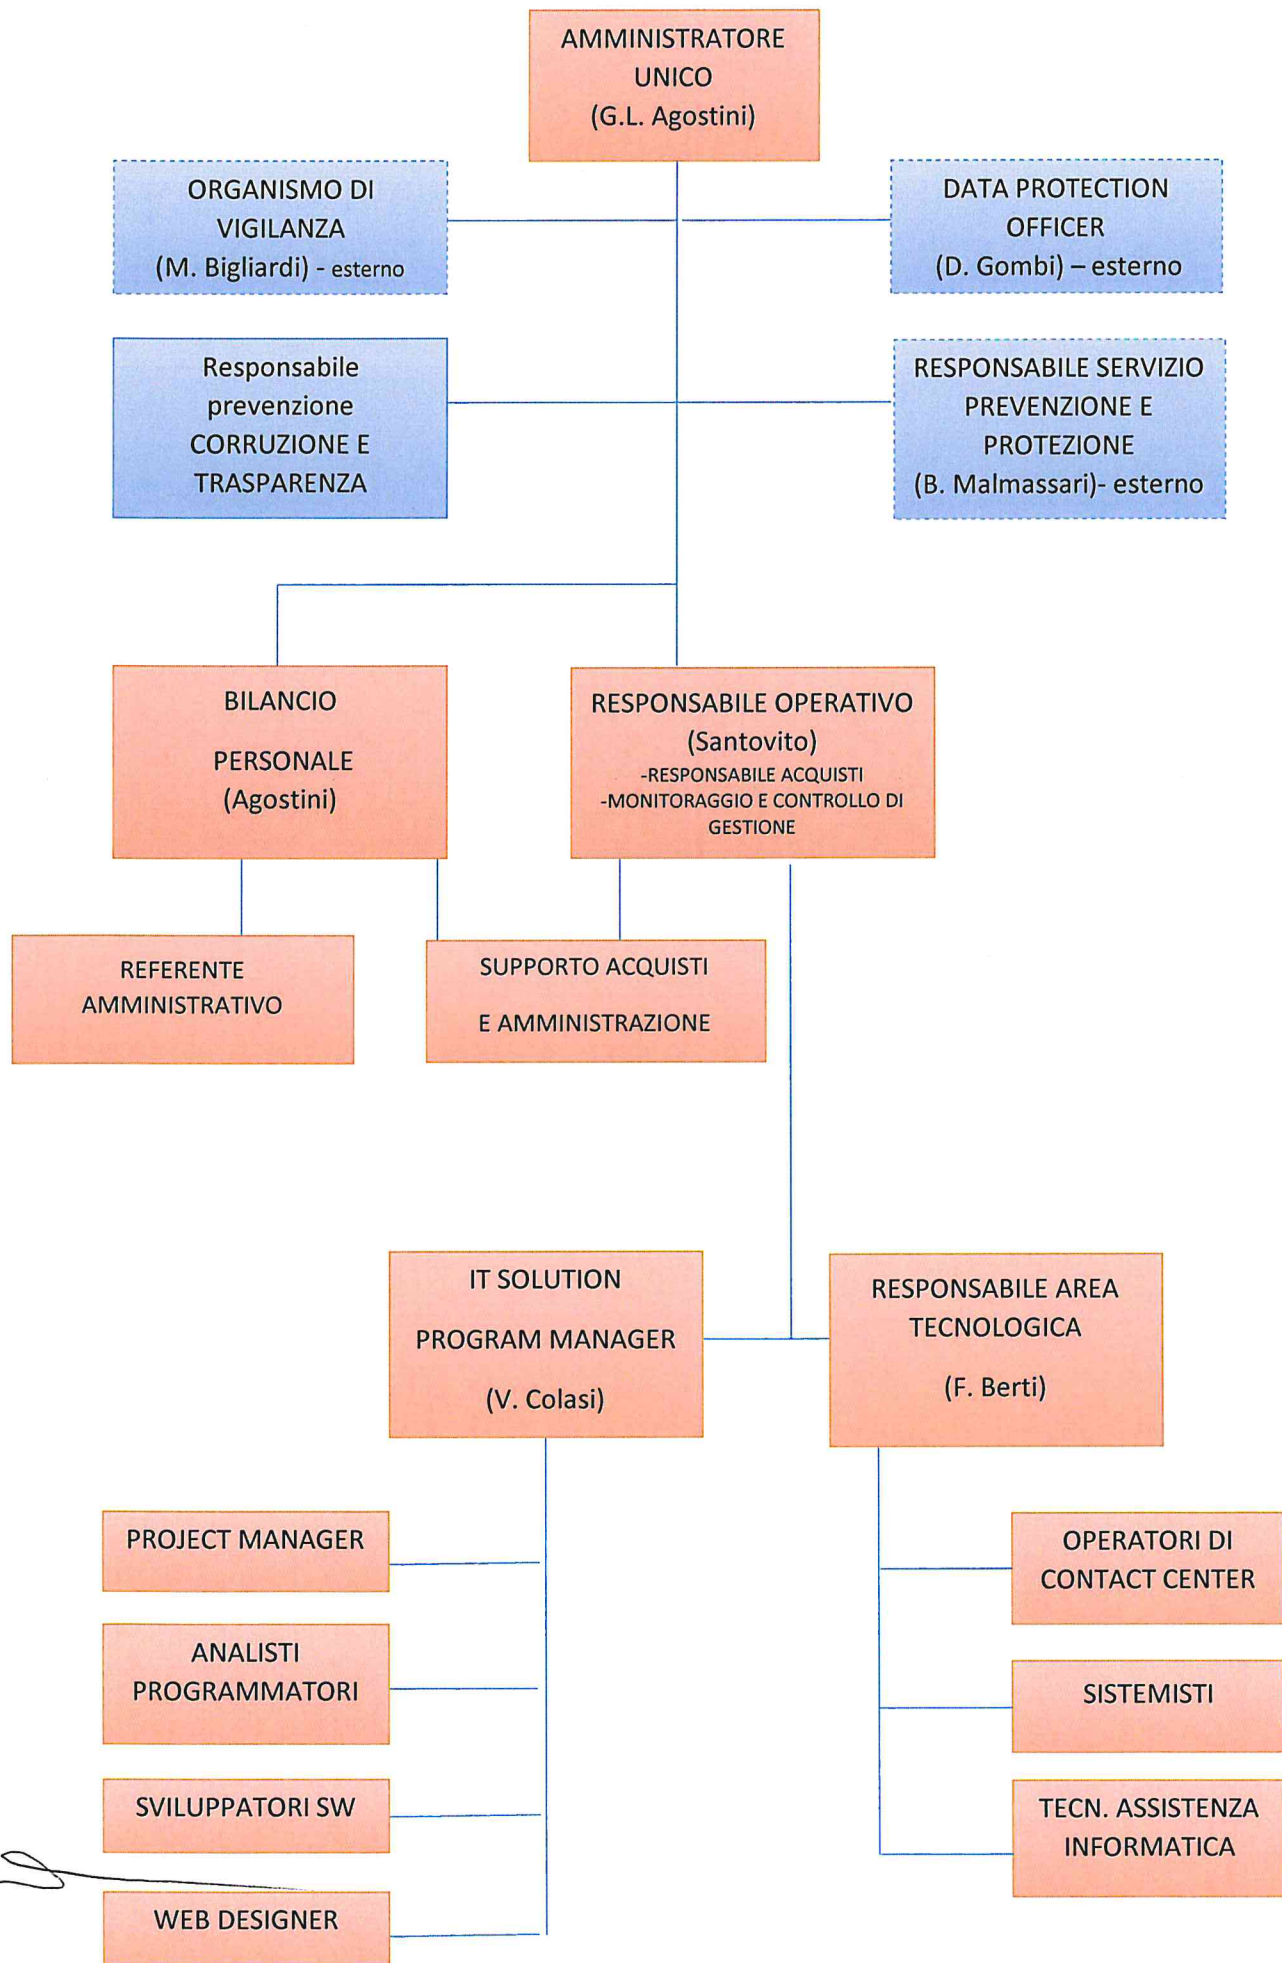 AMMINISTRATORE
UNICO
(G.L. Agostini)
ORGANISMO DI
VIGILANZA
(M. Bigliardi) - esterno
DATA PROTECTION
OFFICER
(D. Gombi) – esterno
Responsabile
prevenzione
CORRUZIONE E
TRASPARENZA
RESPONSABILE SERVIZIO
PREVENZIONE E
PROTEZIONE
(B. Malmassari)- esterno
BILANCIO
PERSONALE
(Agostini)
RESPONSABILE OPERATIVO
(Santovito)
-RESPONSABILE ACQUISTI
-MONITORAGGIO E CONTROLLO DI
GESTIONE
REFERENTE
AMMINISTRATIVO
SUPPORTO ACQUISTI
E AMMINISTRAZIONE
IT SOLUTION
PROGRAM MANAGER
(V. Colasi)
RESPONSABILE AREA
TECNOLOGICA
(F. Berti)
PROJECT MANAGER
ANALISTI
PROGRAMMATORI
SVILUPPATORI SW
WEB DESIGNER
OPERATORI DI
CONTACT CENTER
SISTEMISTI
TECN. ASSISTENZA
INFORMATICA